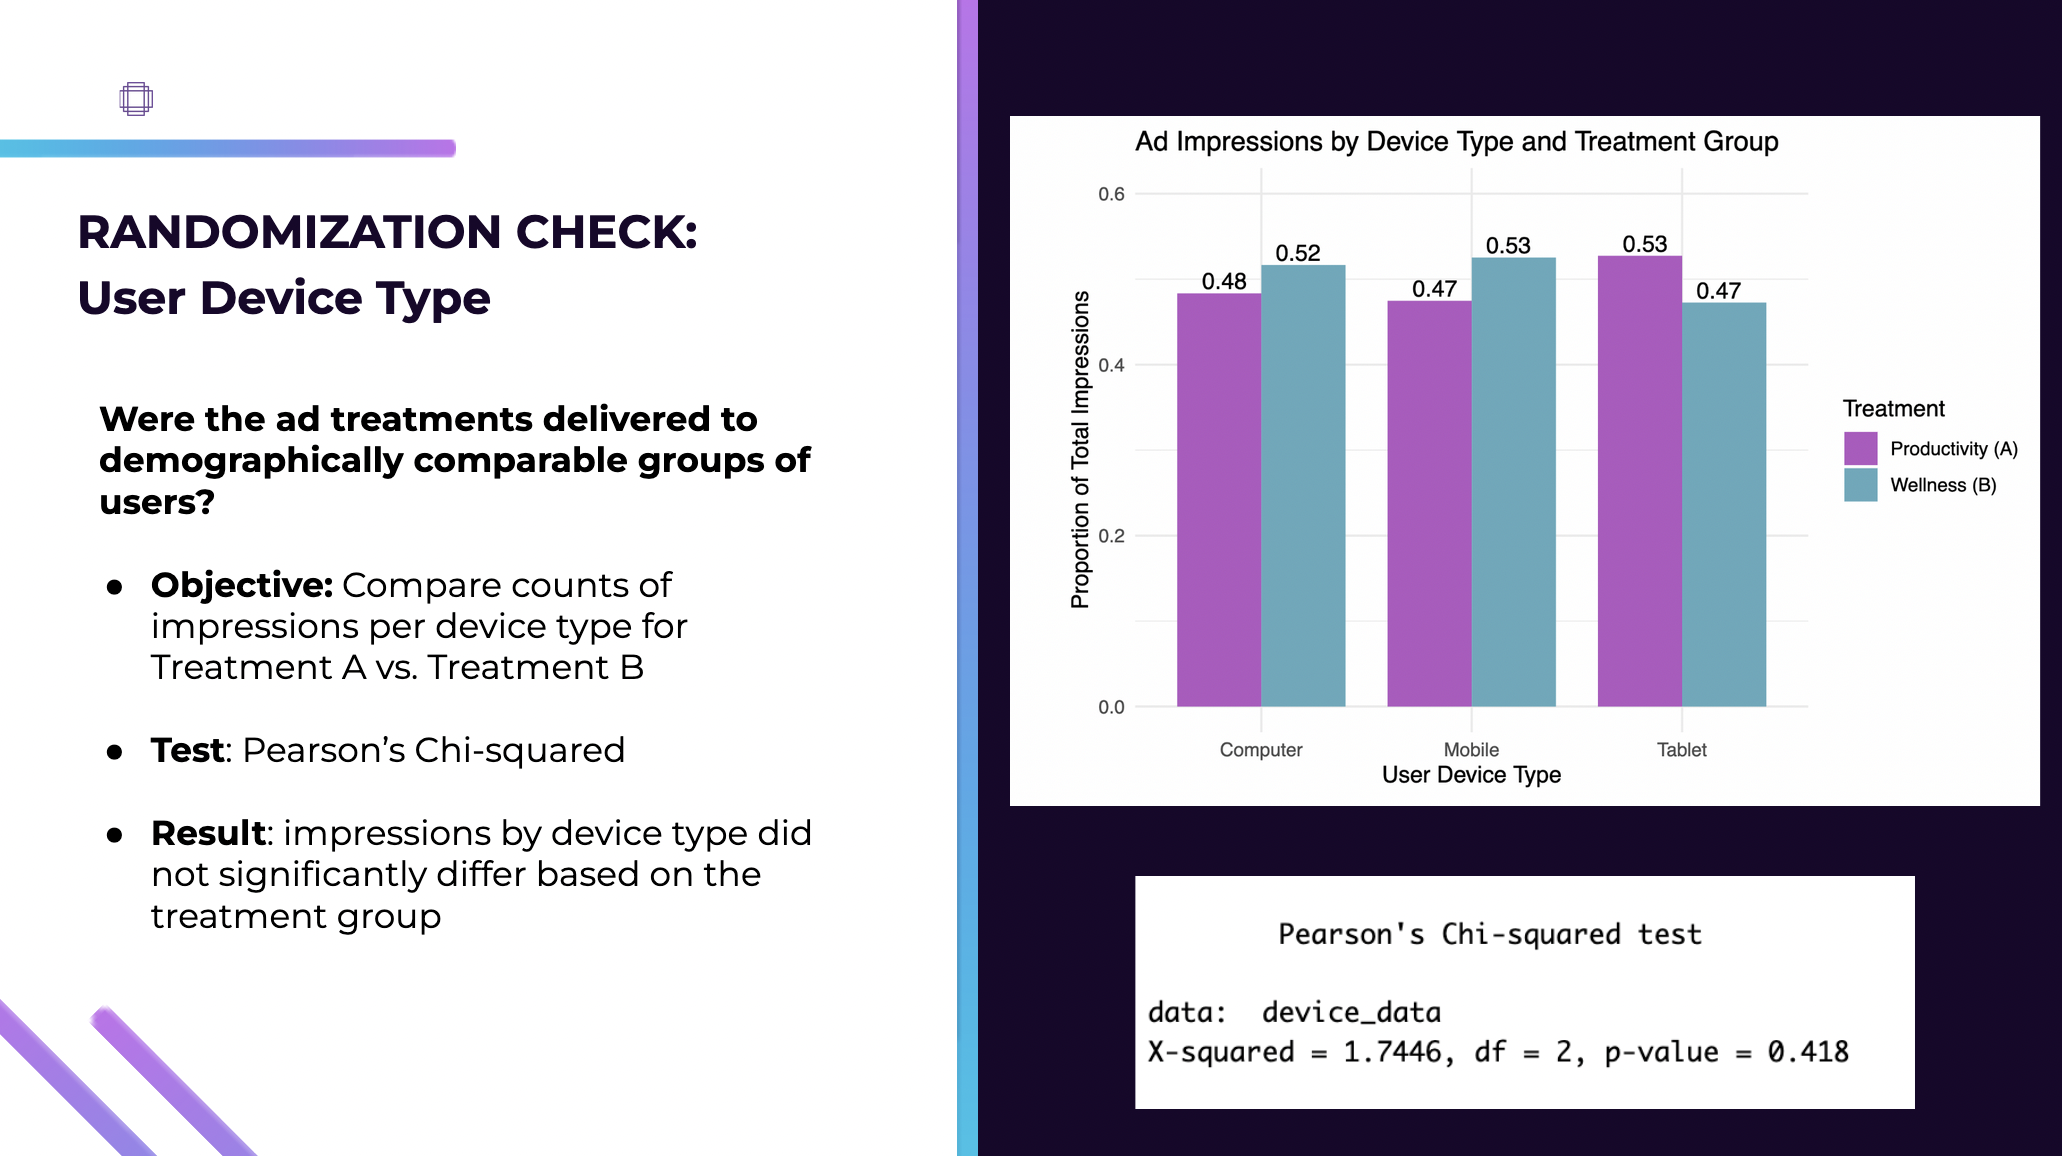 RANDOMIZATION CHECK:
User Device Type
Were the ad treatments delivered to
demographically comparable groups of
users?
● Objective: Compare counts of
impressions per device type for
Treatment A vs. Treatment B
● Test: Pearson’s Chi-squared
● Result: impressions by device type did
not significantly differ based on the
treatment group
Ad Impressions by Device Type and Treatment Group
Proportion of Total Impressions
0.6
0.4
0.2
0.0
0.48
0.52
0.47
0.53
0.53
0.47
Computer
Mobile
Tablet
User Device Type
Treatment
Productivity (A)
Wellness (B)
Pearson's Chi-squared test
data: device_data
X-squared = 1.7446, df = 2, p-value = 0.418